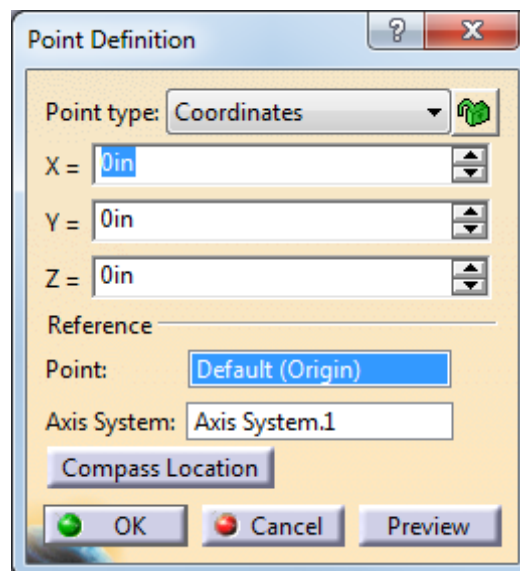 Point Definition ? X
Point type: Coordinates
X = 0in
Y = 0in
Z = 0in
Reference
Point: Default (Origin)
Axis System: Axis System.1
Compass Location
OK Cancel Preview